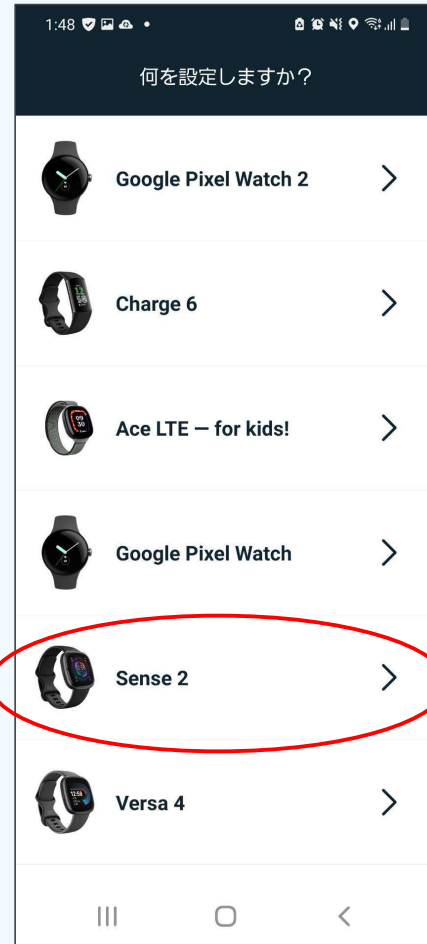 1:48
何を設定しますか?
Google Pixel Watch 2
Charge 6
Ace LTE — for kids!
Google Pixel Watch
Sense 2
Versa 4